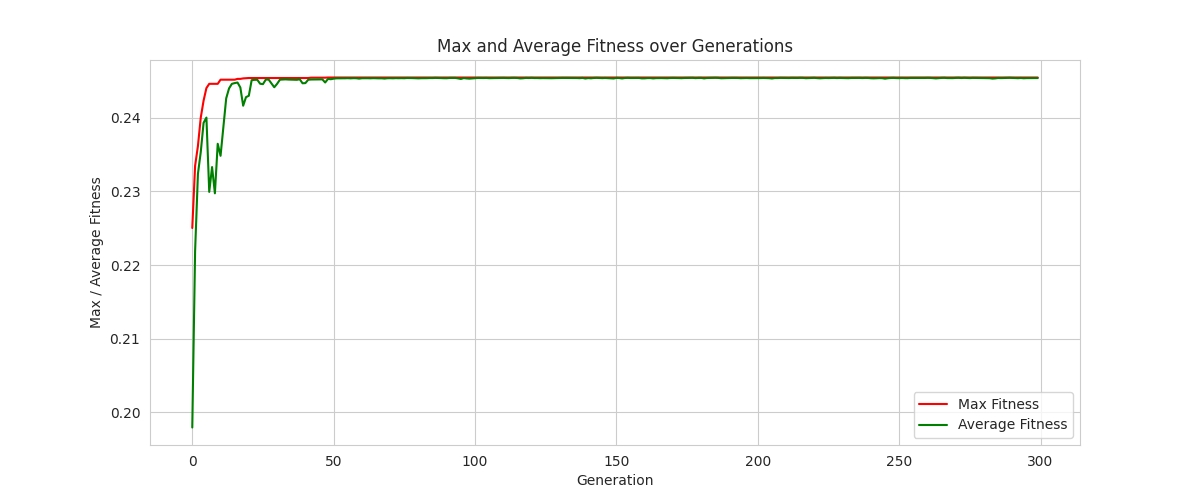 Max and Average Fitness over Generations
Max / Average Fitness
0.24
0.23
0.22
0.21
0.20
0
50
100
150
200
250
300
Generation
Max Fitness
Average Fitness